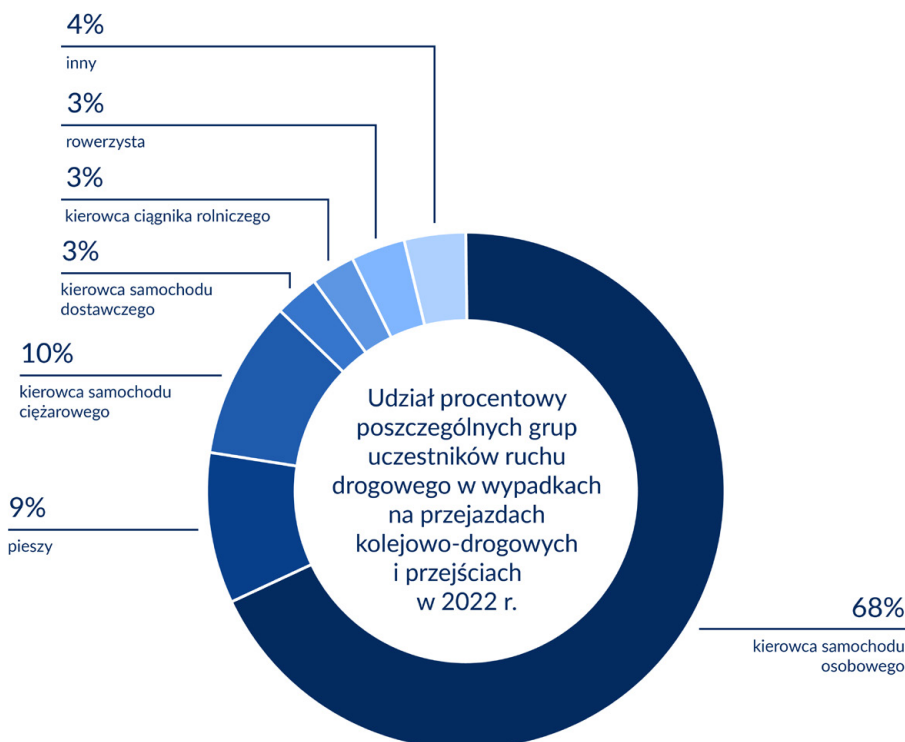 4%
inny
3%
rowerzysta
3%
kierowca ciągnika rolniczego
3%
kierowca samochodu
dostawczego
10%
kierowca samochodu
ciężarowego
9%
pieszy
Udział procentowy
poszczególnych grup
uczestników ruchu
drogowego w wypadkach
na przejazdach
kolejowo-drogowych
i przejściach
w 2022 r.
68%
kierowca samochodu
osobowego